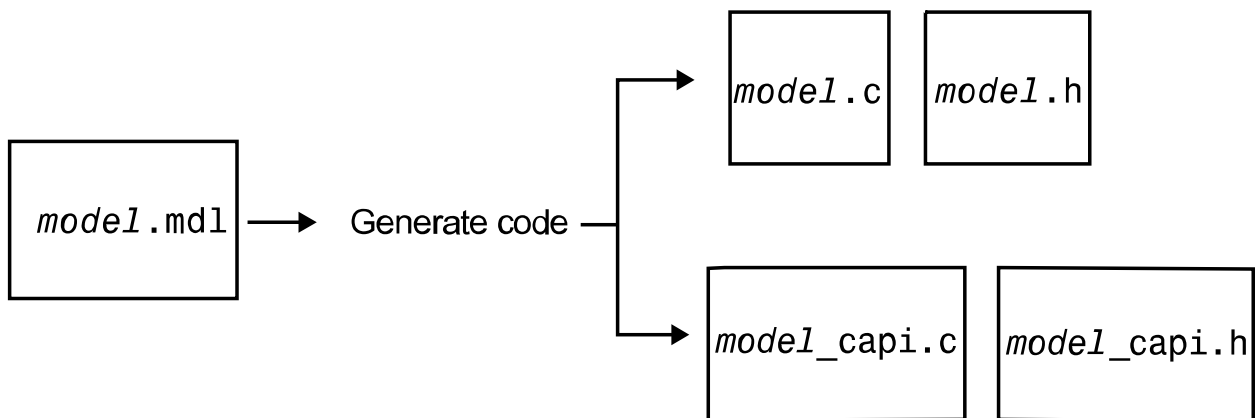 model.c
model.h
model.mdl
Generate code
model_capi.c
model_capi.h